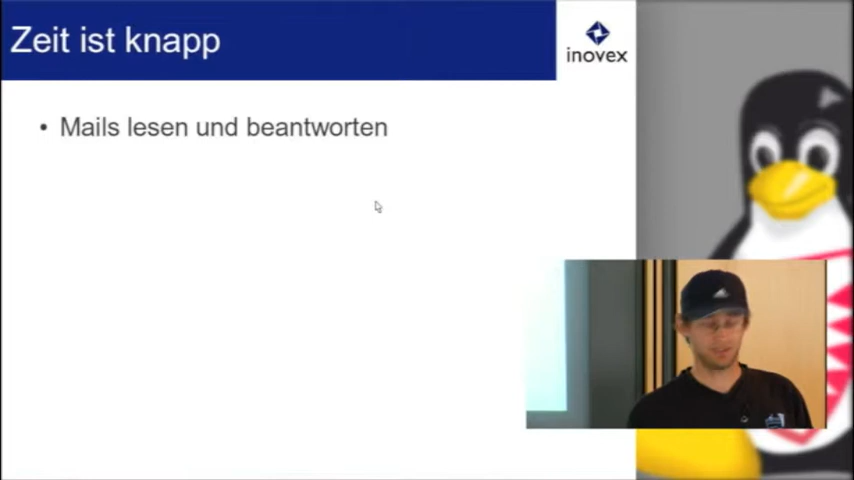 Zeit ist knapp
inovex
• Mails lesen und beantworten